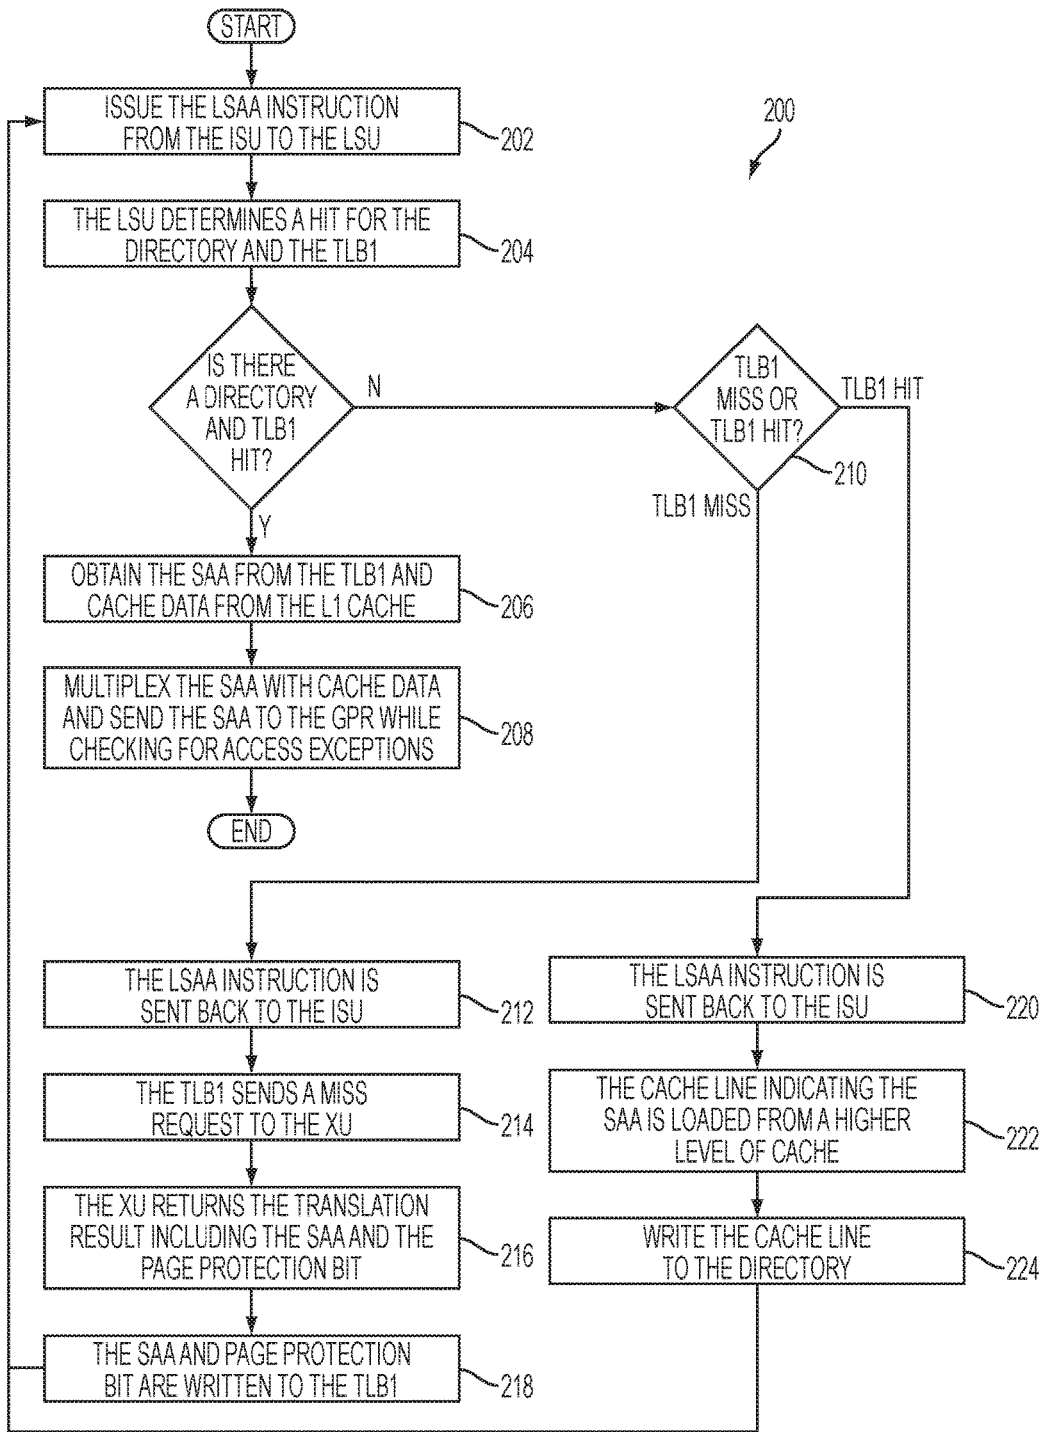 START
ISSUE THE LSAA INSTRUCTION
FROM THE ISU TO THE LSU
202
200
THE LSU DETERMINES A HIT FOR THE
DIRECTORY AND THE TLB1
204
IS THERE
A DIRECTORY
AND TLB1
HIT?
N
Y
TLB1
MISS OR
TLB1 HIT?
TLB1 HIT
210
TLB1 MISS
OBTAIN THE SAA FROM THE TLB1 AND
CACHE DATA FROM THE L1 CACHE
206
MULTIPLEX THE SAA WITH CACHE DATA
AND SEND THE SAA TO THE GPR WHILE
CHECKING FOR ACCESS EXCEPTIONS
208
END
THE LSAA INSTRUCTION IS
SENT BACK TO THE ISU
212
THE TLB1 SENDS A MISS
REQUEST TO THE XU
214
THE XU RETURNS THE TRANSLATION
RESULT INCLUDING THE SAA AND THE
PAGE PROTECTION BIT
216
THE SAA AND PAGE PROTECTION
BIT ARE WRITTEN TO THE TLB1
218
THE LSAA INSTRUCTION IS
SENT BACK TO THE ISU
220
THE CACHE LINE INDICATING THE
SAA IS LOADED FROM A HIGHER
LEVEL OF CACHE
222
WRITE THE CACHE LINE
TO THE DIRECTORY
224